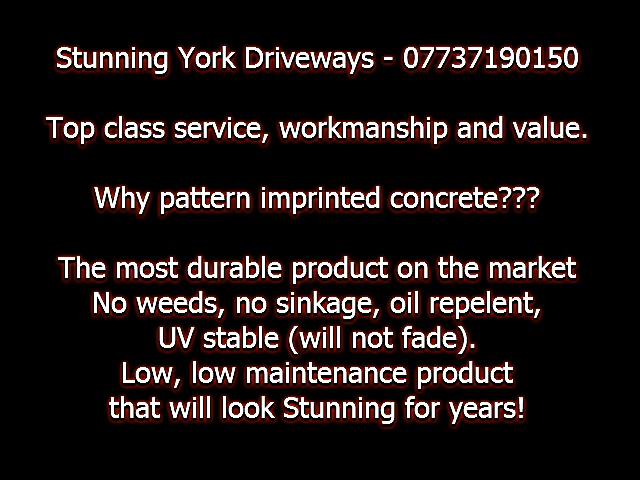 Stunning York Driveways - 07737190150
Top class service, workmanship and value.
Why pattern imprinted concrete???
The most durable product on the market
No weeds, no sinkage, oil repelent,
UV stable (will not fade).
Low, low maintenance product
that will look Stunning for years!